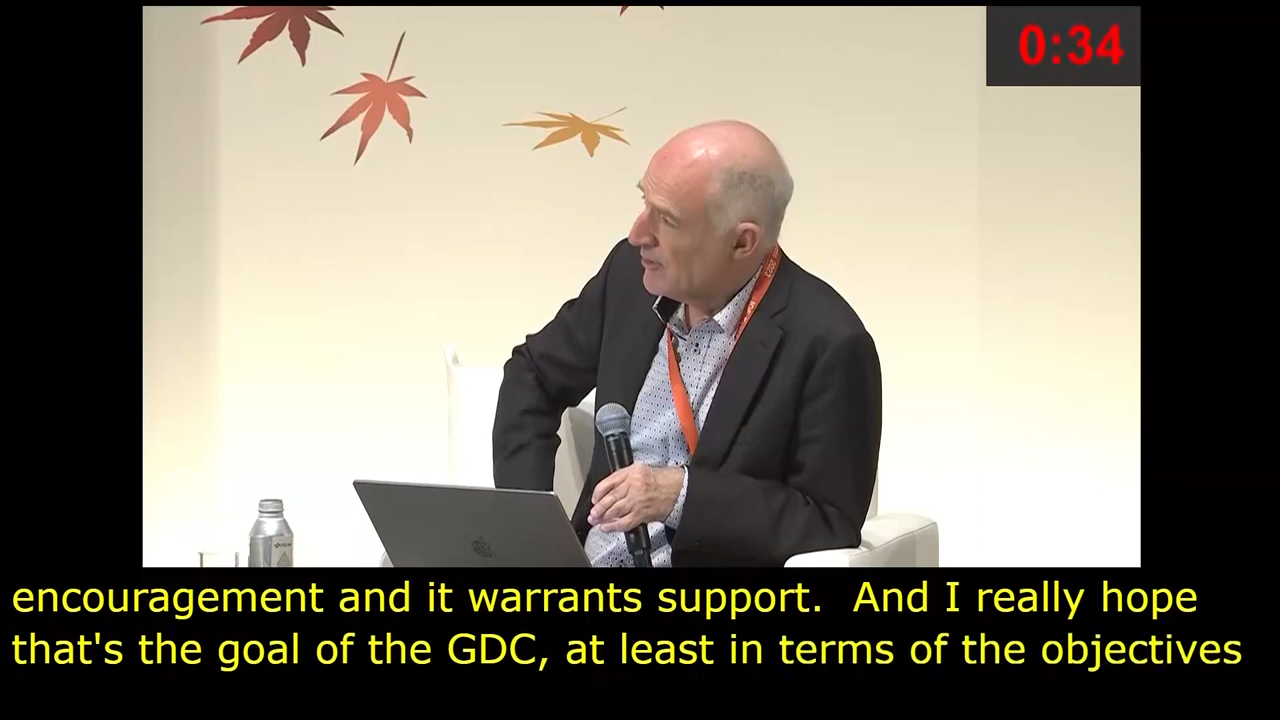 0:34
encouragement and it warrants support.  And I really hope
that's the goal of the GDC, at least in terms of the objectives